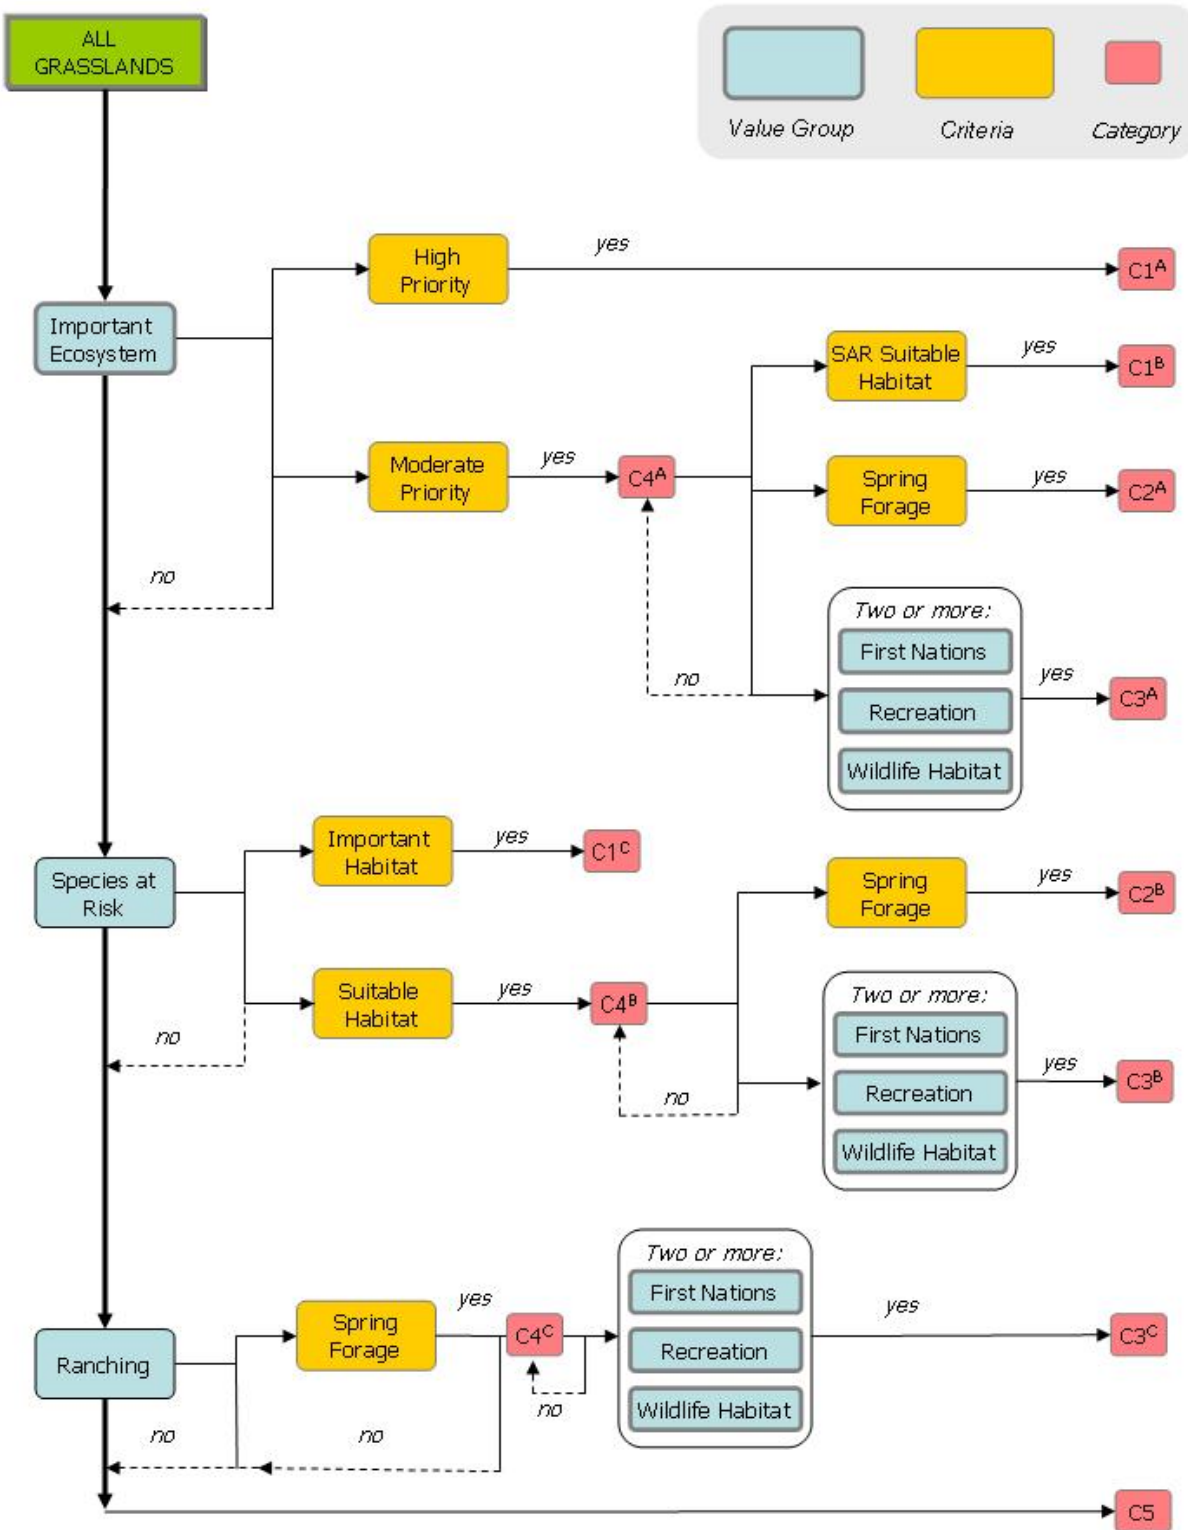 ALL
GRASSLANDS
Value Group
Criteria
Category
High
Priority
yes
C1ᴬ
Important
Ecosystem
SAR Suitable
Habitat
yes
C1ᴮ
Moderate
Priority
yes
C4ᴬ
Spring
Forage
yes
C2ᴬ
no
Two or more:
First Nations
Recreation
Wildlife Habitat
no
yes
C3ᴬ
Important
Habitat
yes
C1ꟲ
Species at
Risk
Spring
Forage
yes
C2ᴮ
Suitable
Habitat
yes
C4ᴮ
no
Two or more:
First Nations
Recreation
Wildlife Habitat
no
yes
C3ᴮ
Ranching
Spring
Forage
yes
C4ꟲ
no
Two or more:
First Nations
Recreation
Wildlife Habitat
yes
C3ꟲ
no
no
C5